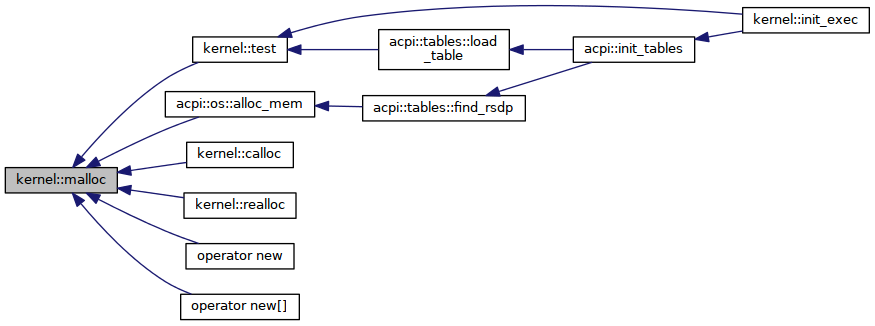 kernel::init_exec
kernel::test
acpi::tables::load
_table
acpi::init_tables
acpi::os::alloc_mem
acpi::tables::find_rsdp
kernel::calloc
kernel::malloc
kernel::realloc
operator new
operator new[]